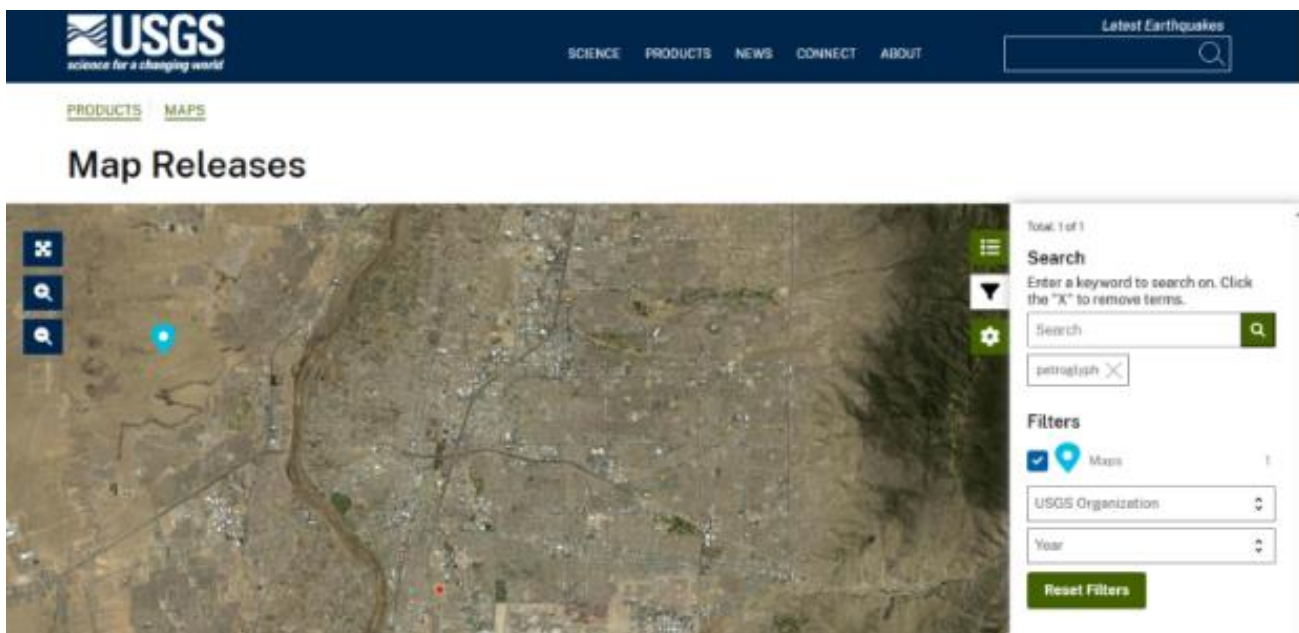 USGS
science for a changing world
SCIENCE PRODUCTS NEWS CONNECT ABOUT
Latest Earthquakes
PRODUCTS MAPS
Map Releases
Total: 1 of 1
Search
Enter a keyword to search on. Click
the "X" to remove terms.
Search
petroglyph
Filters
Maps 1
USGS Organization
Year
Reset Filters